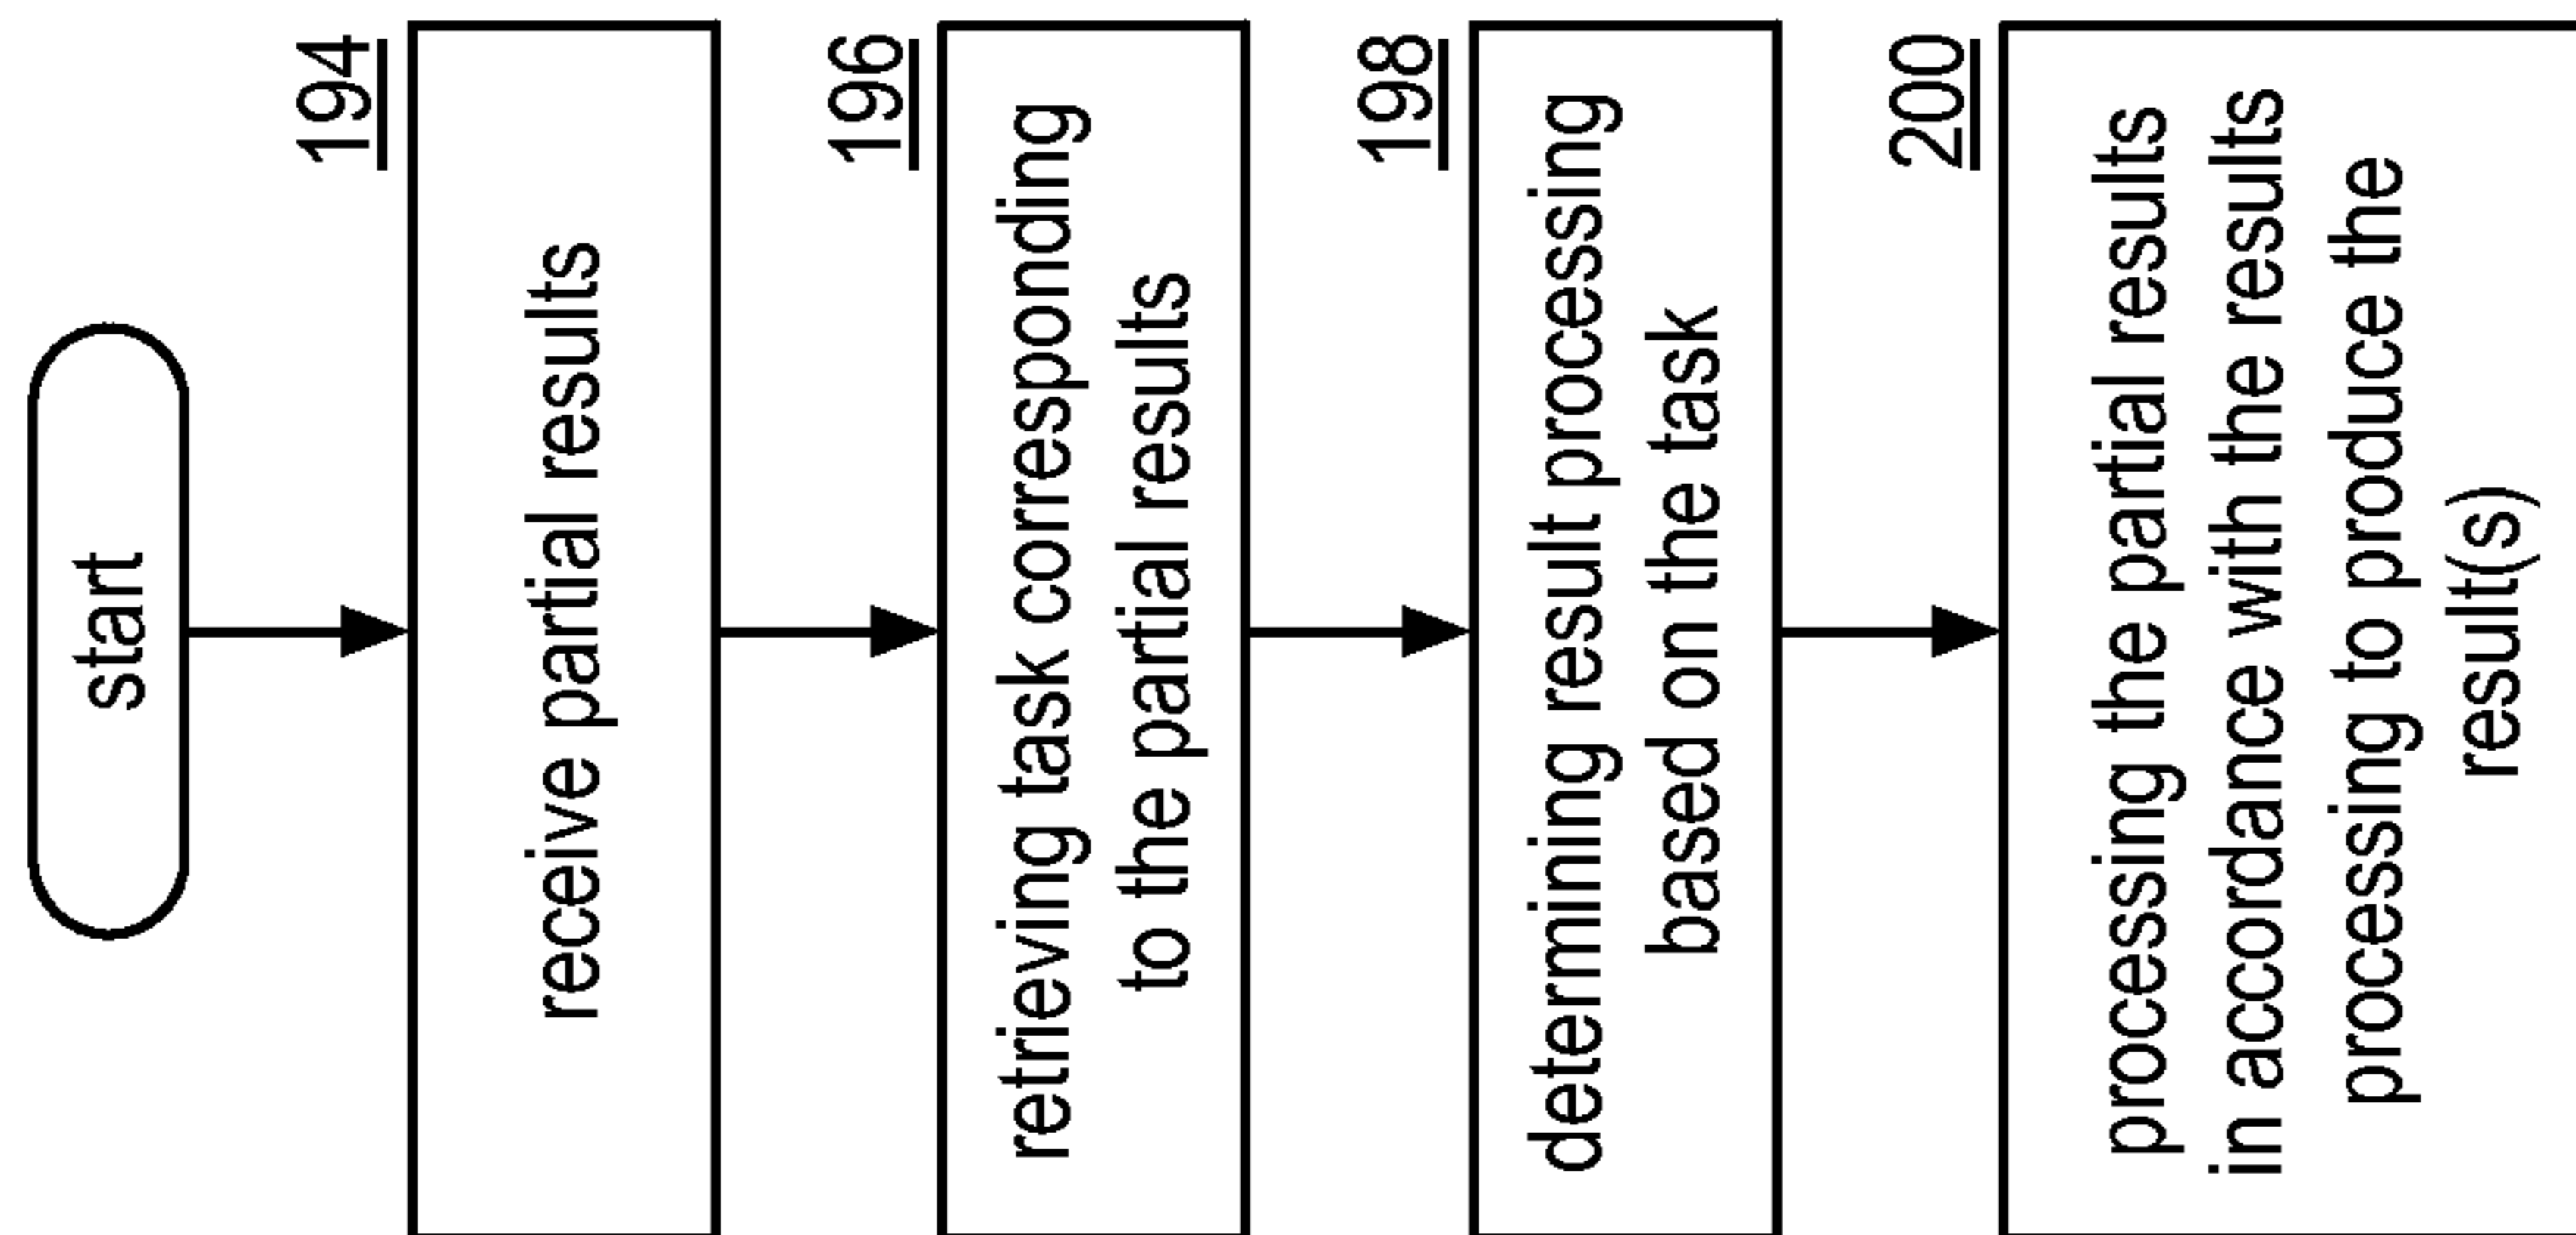 start
194
receive partial results
196
retrieving task corresponding
to the partial results
198
determining result processing
based on the task
200
processing the partial results
in accordance with the results
processing to produce the
result(s)